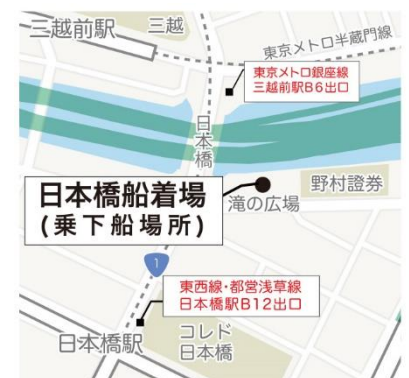 三越前駅
三越
東京メトロ半蔵門線
東京メトロ銀座線
三越前駅B6出口
日本橋
日本橋船着場
(乗下船場所)
滝の広場
野村證券
1
東西線・都営浅草線
日本橋駅B12出口
日本橋駅
コレド
日本橋